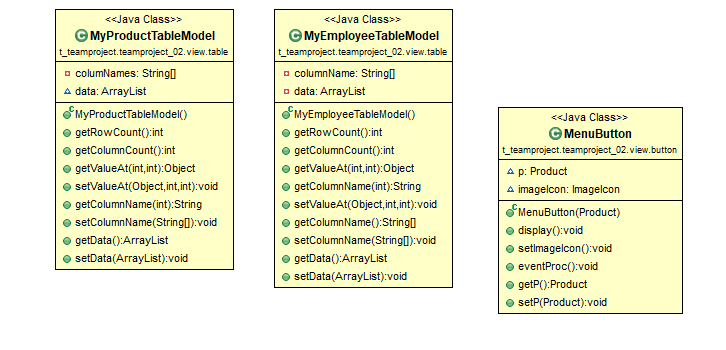 <<Java Class>>
MyProductTableModel
t_teamproject.teamproject_02.view.table
columNames: String[]
data: ArrayList
MyProductTableModel()
getRowCount():int
getColumnCount():int
getValueAt(int,int):Object
setValueAt(Object,int,int):void
getColumnName(int):String
setColumnName(String[]):void
getData():ArrayList
setData(ArrayList):void
<<Java Class>>
MyEmployeeTableModel
t_teamproject.teamproject_02.view.table
columnName: String[]
data: ArrayList
MyEmployeeTableModel()
getRowCount():int
getColumnCount():int
getValueAt(int,int):Object
getColumnName(int):String
setValueAt(Object,int,int):void
getColumnName():String[]
setColumnName(String[]):void
getData():ArrayList
setData(ArrayList):void
<<Java Class>>
MenuButton
t_teamproject.teamproject_02.view.button
p: Product
imageIcon: ImageIcon
MenuButton(Product)
display():void
setImageIcon():void
eventProc():void
getP():Product
setP(Product):void